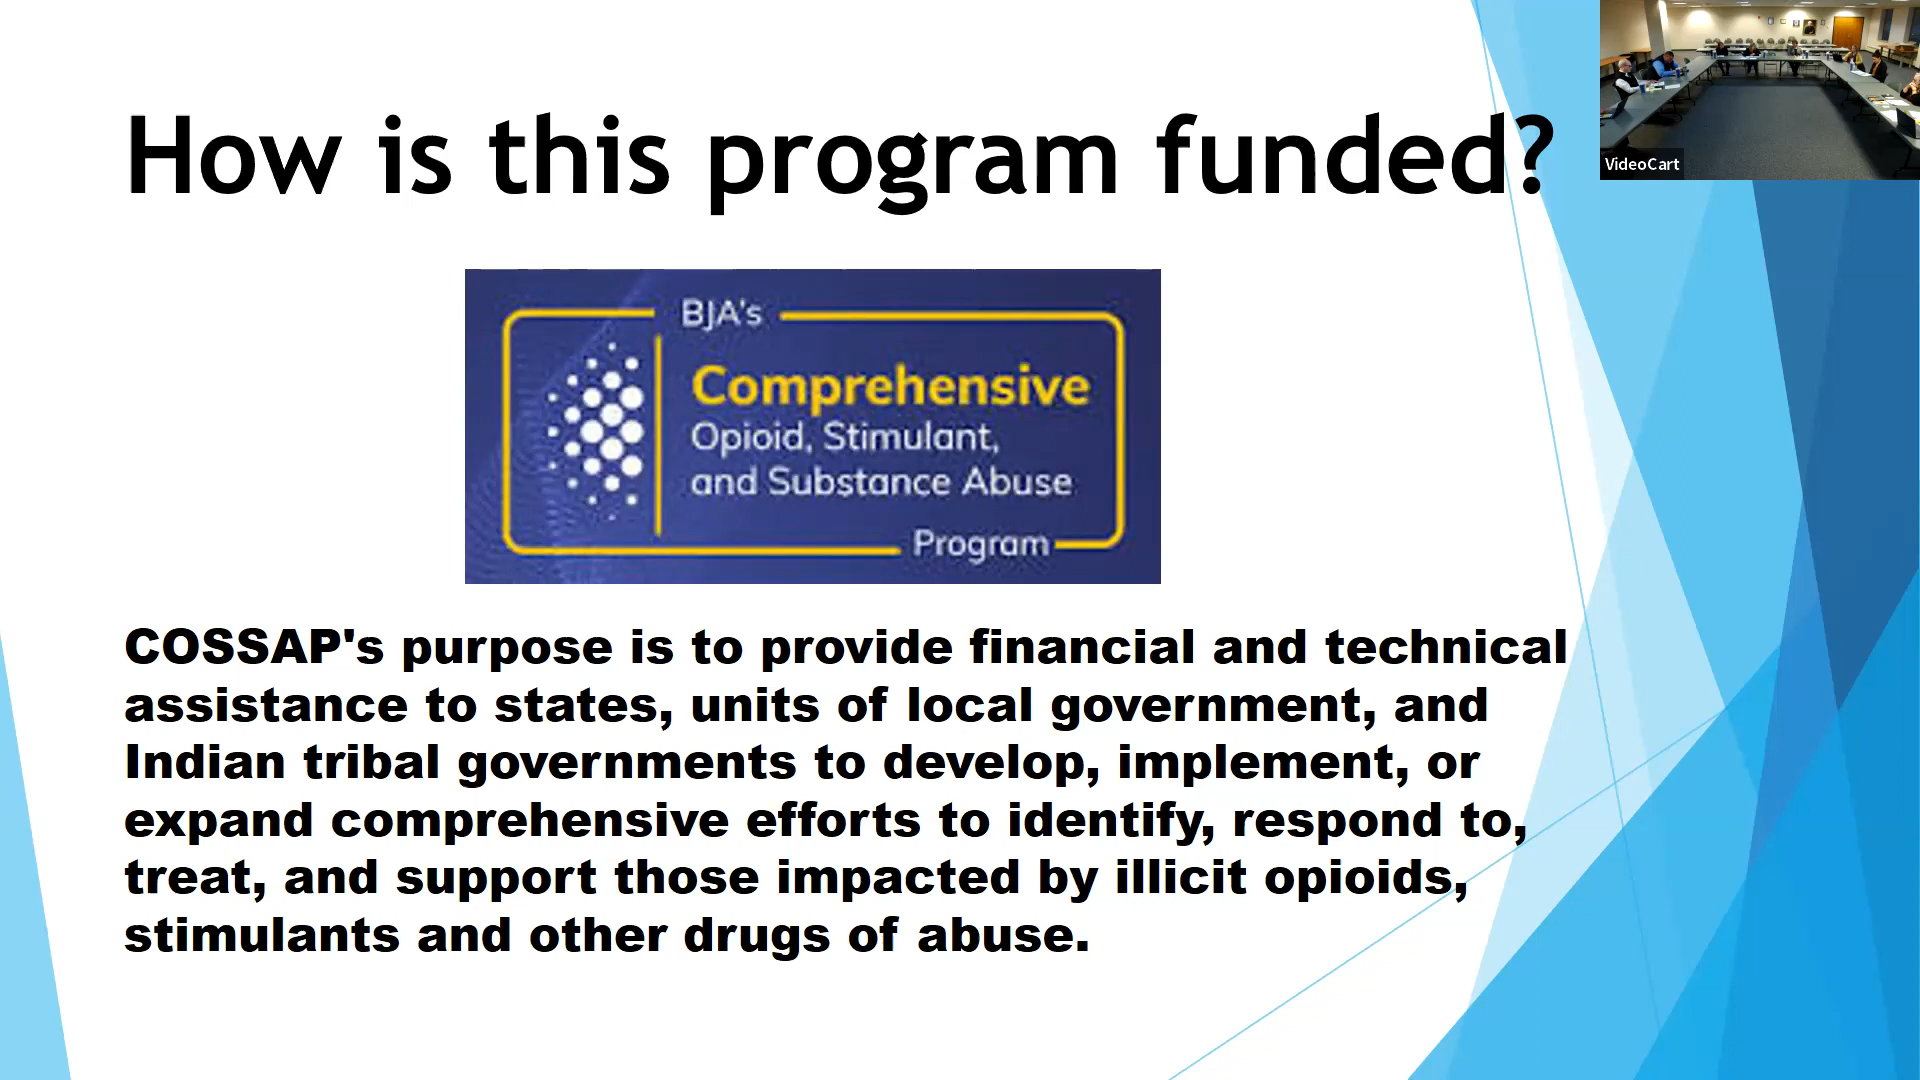 How is this program funded?
VideoCart
BJA's
Comprehensive
Opioid, Stimulant,
and Substance Abuse
Program
COSSAP's purpose is to provide financial and technical
assistance to states, units of local government, and
Indian tribal governments to develop, implement, or
expand comprehensive efforts to identify, respond to,
treat, and support those impacted by illicit opioids,
stimulants and other drugs of abuse.